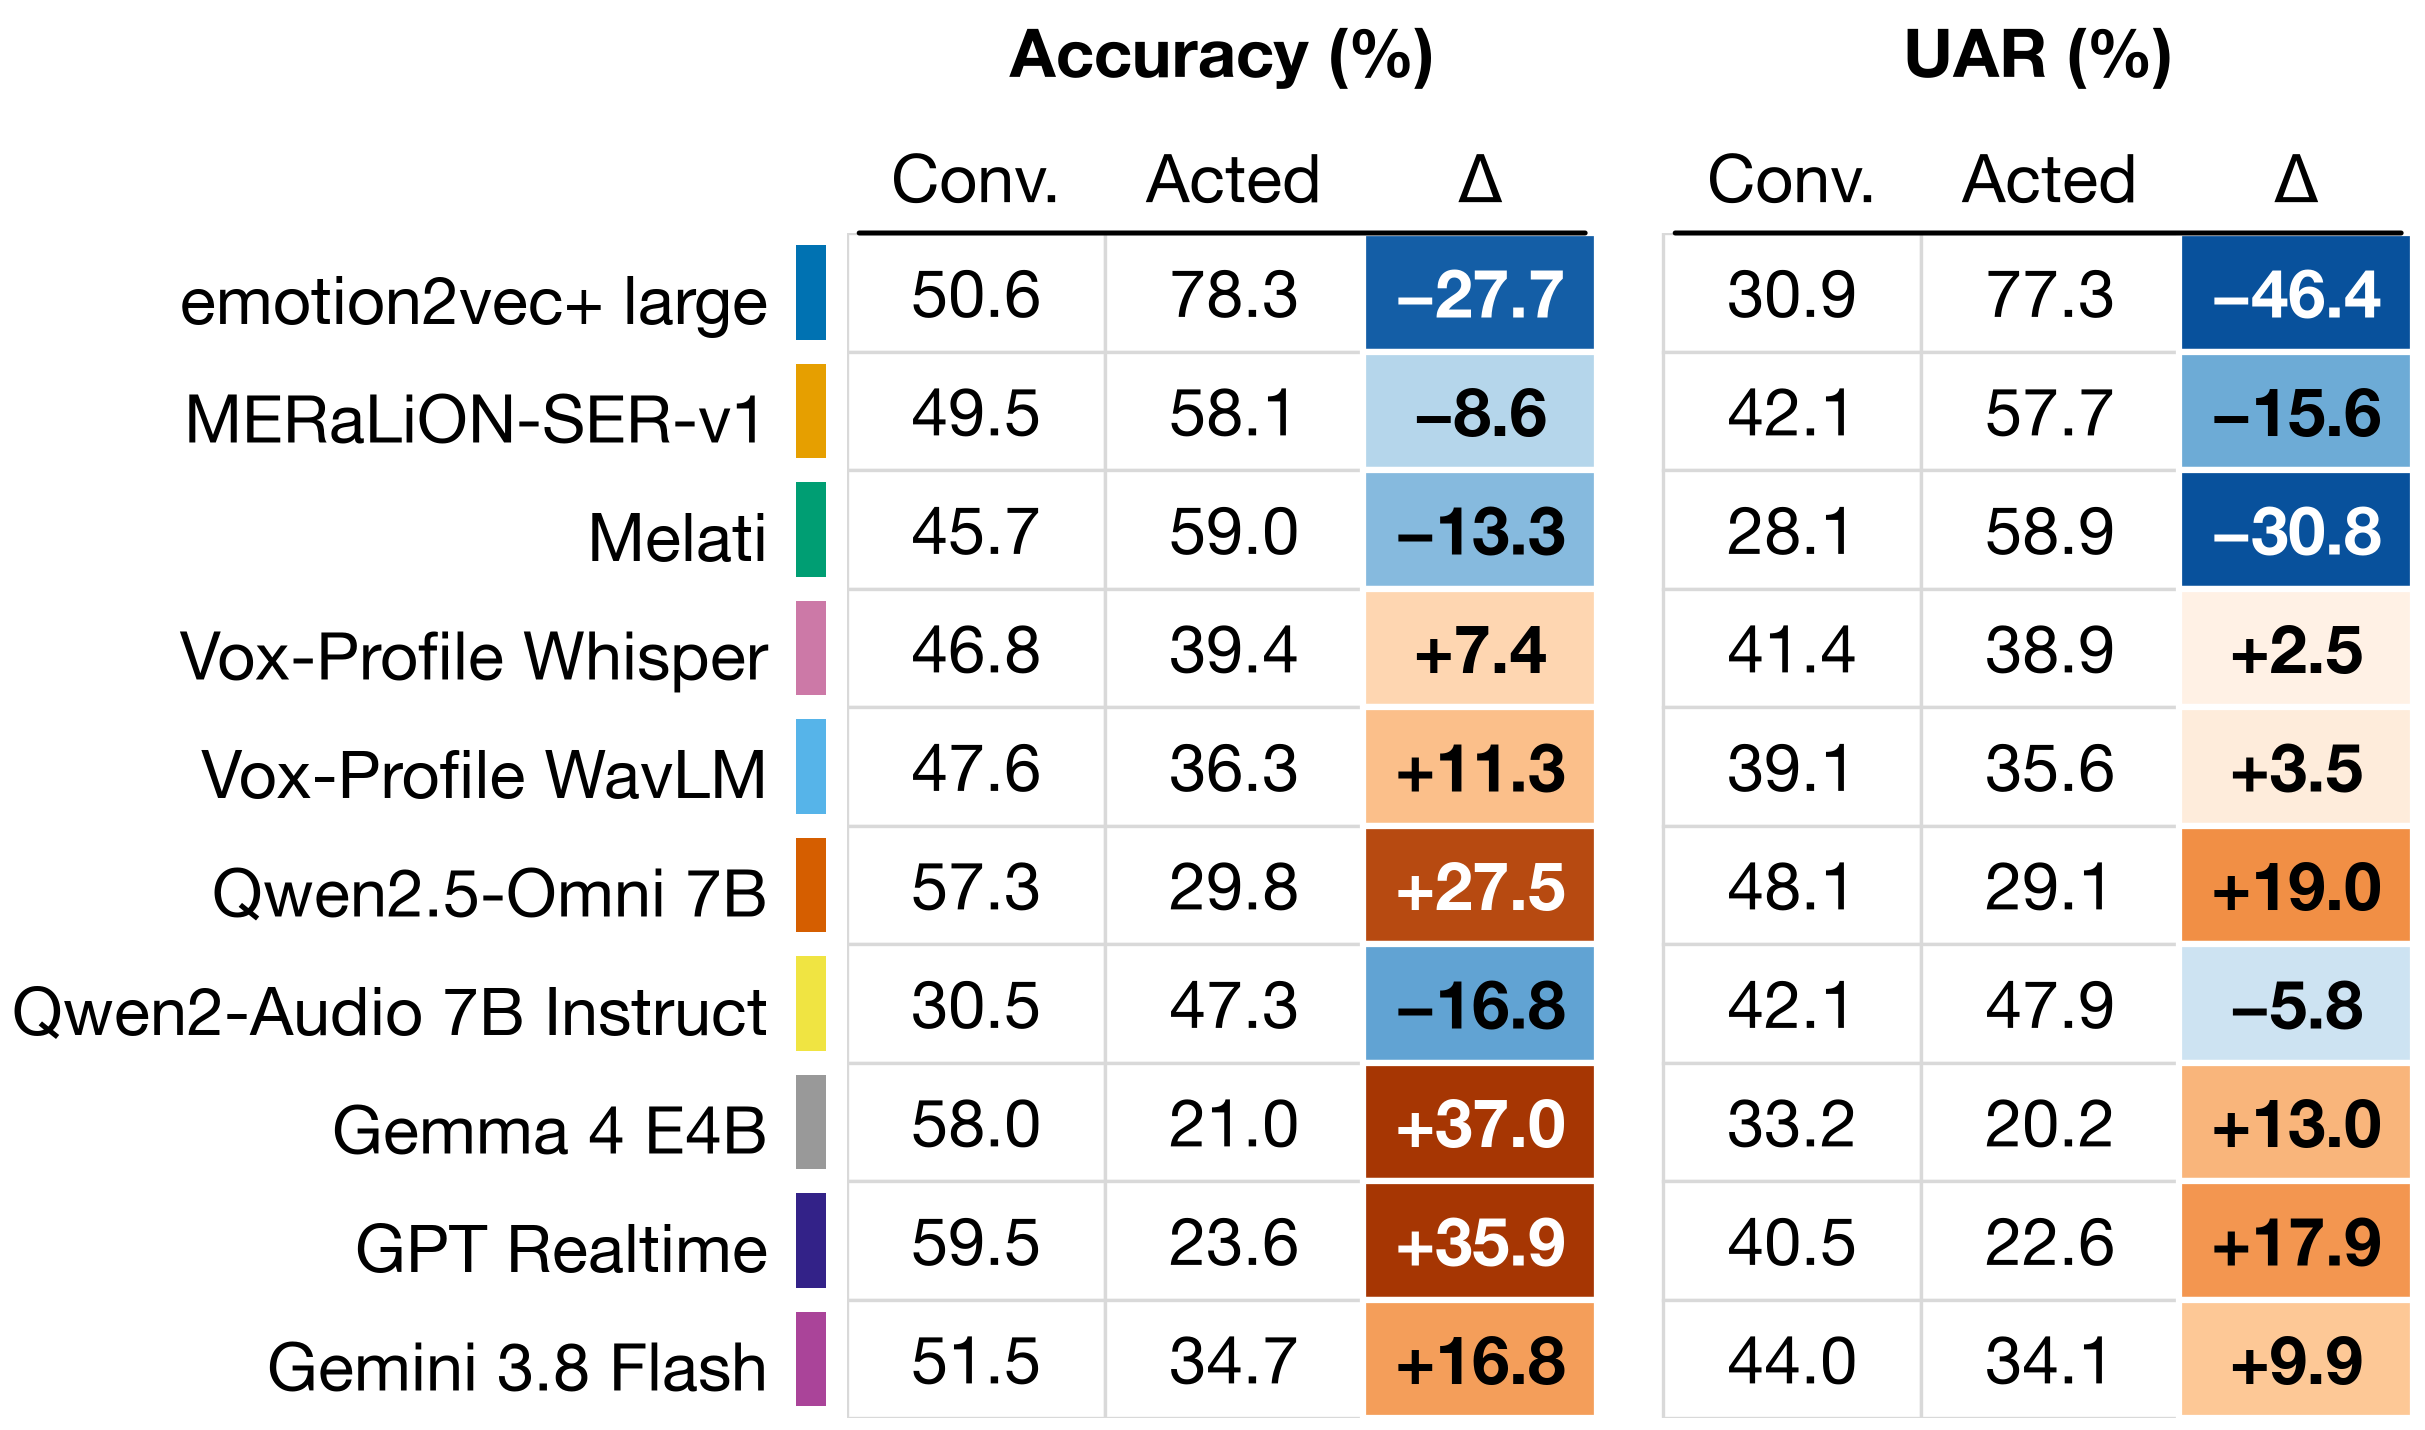 Accuracy (%) UAR (%)
Conv. Acted Δ Conv. Acted Δ
emotion2vec+ large 50.6 78.3 −27.7 30.9 77.3 −46.4
MERaLiON-SER-v1 49.5 58.1 −8.6 42.1 57.7 −15.6
Melati 45.7 59.0 −13.3 28.1 58.9 −30.8
Vox-Profile Whisper 46.8 39.4 +7.4 41.4 38.9 +2.5
Vox-Profile WavLM 47.6 36.3 +11.3 39.1 35.6 +3.5
Qwen2.5-Omni 7B 57.3 29.8 +27.5 48.1 29.1 +19.0
Qwen2-Audio 7B Instruct 30.5 47.3 −16.8 42.1 47.9 −5.8
Gemma 4 E4B 58.0 21.0 +37.0 33.2 20.2 +13.0
GPT Realtime 59.5 23.6 +35.9 40.5 22.6 +17.9
Gemini 3.8 Flash 51.5 34.7 +16.8 44.0 34.1 +9.9